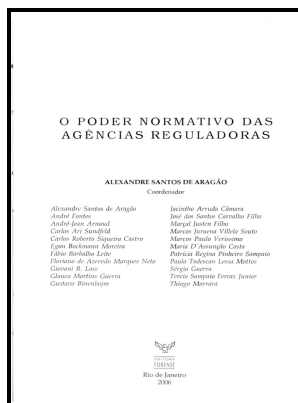 O PODER NORMATIVO DAS
AGÊNCIAS REGULADORAS
ALEXANDRE SANTOS DE ARAGÃO
Coordenador
Alexandre Santos de Aragão
André Fontes
André-Jean Arnaud
Carlos Ari Sundfeld
Carlos Roberto Siqueira Castro
Egon Bockmann Moreira
Fábio Barbalho Leite
Floriano de Azevedo Marques Neto
Giovani R. Loss
Glauco Martins Guerra
Gustavo Binenbojm
Jacintho Arruda Câmara
José dos Santos Carvalho Filho
Marçal Justen Filho
Marcos Juruena Villela Souto
Marcos Paulo Verissimo
Maria D'Assunção Costa
Patrícia Regina Pinheiro Sampaio
Paulo Todescan Lessa Mattos
Sérgio Guerra
Tercio Sampaio Ferraz Junior
Thiago Marrara
EDITORA
FORENSE
Rio de Janeiro
2006